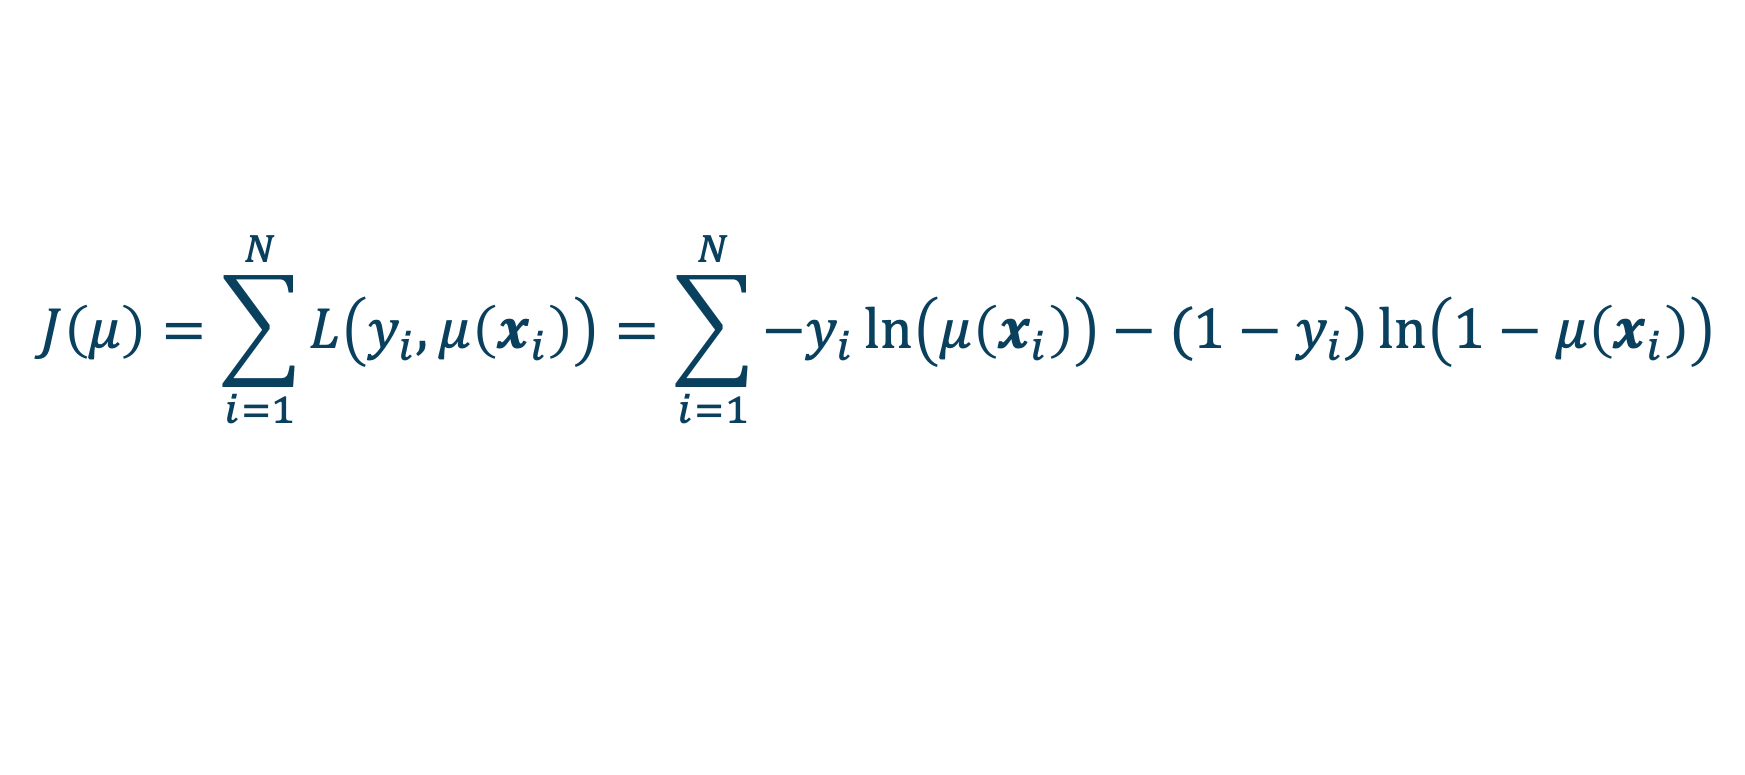 J(μ) = ∑_{i=1}^{N} L(y_i, μ(𝒙_i)) = ∑_{i=1}^{N} −y_i ln(μ(𝒙_i)) − (1 − y_i) ln(1 − μ(𝒙_i))